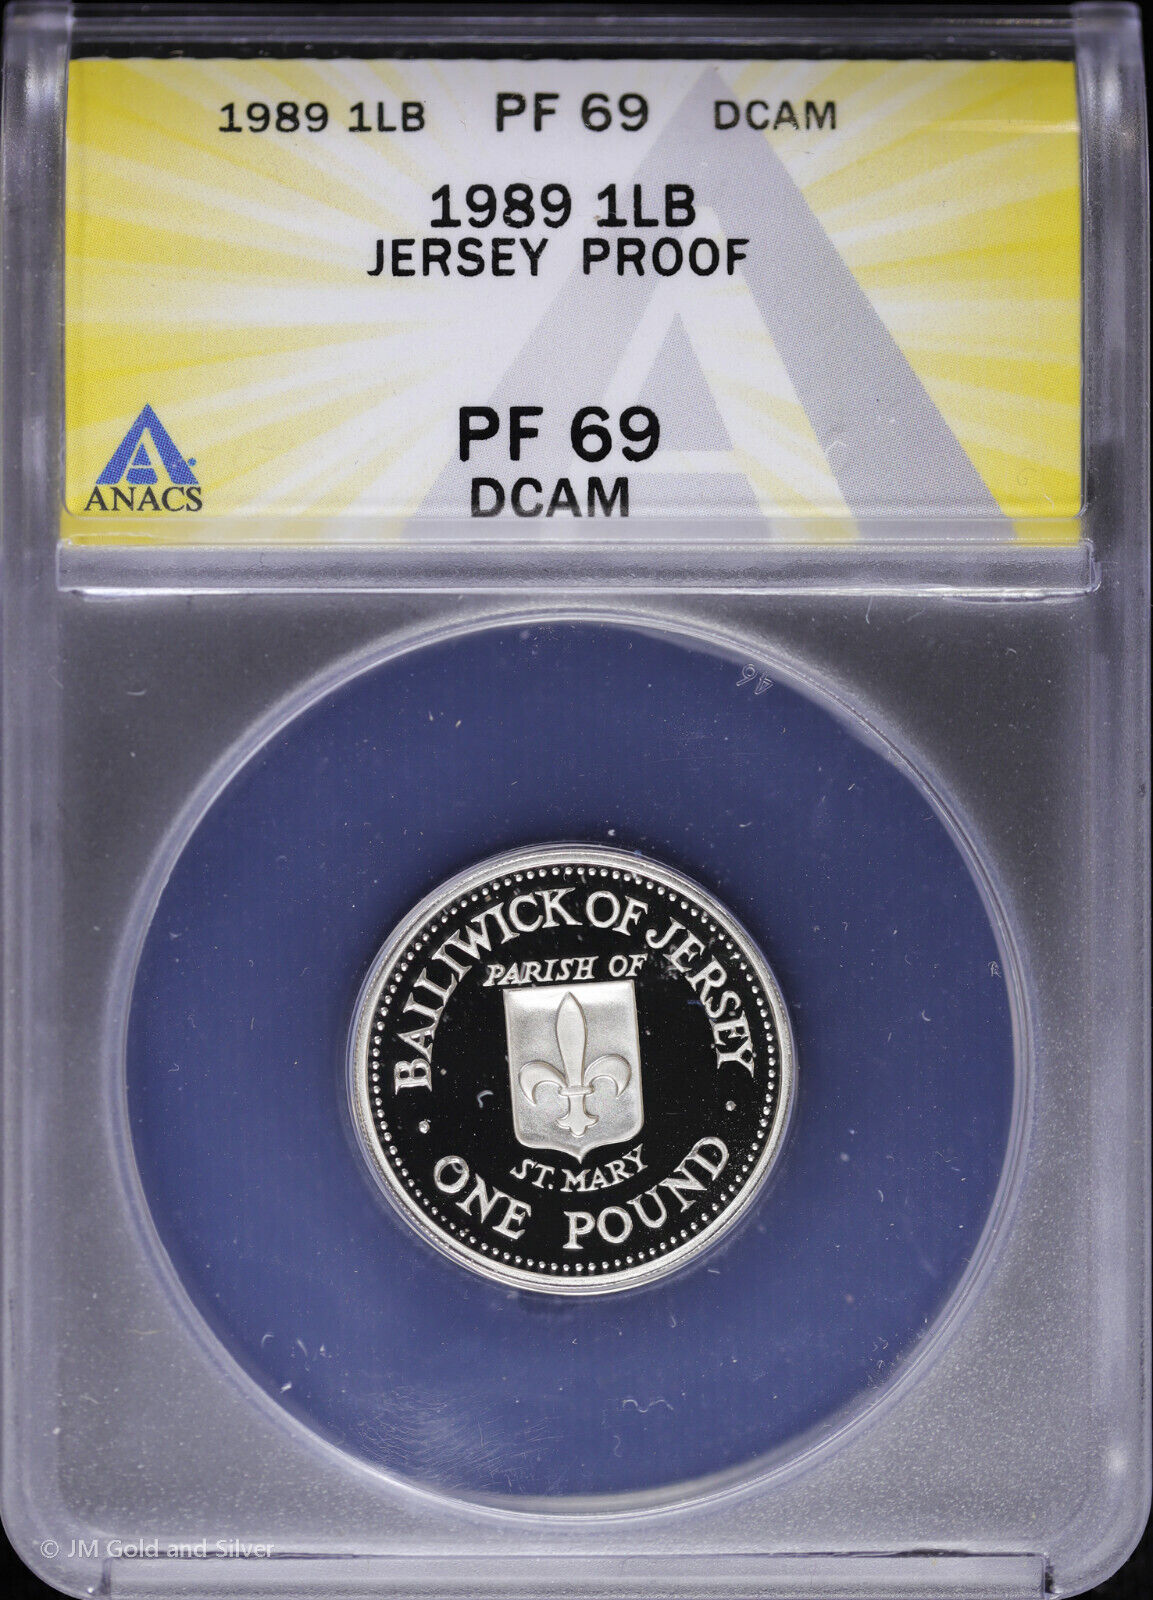 1989 1LB PF 69 DCAM
1989 1LB
JERSEY PROOF
PF 69
DCAM
ANACS
46
BAILIWICK OF JERSEY
PARISH OF
ST. MARY
· ONE POUND ·
© JM Gold and Silver